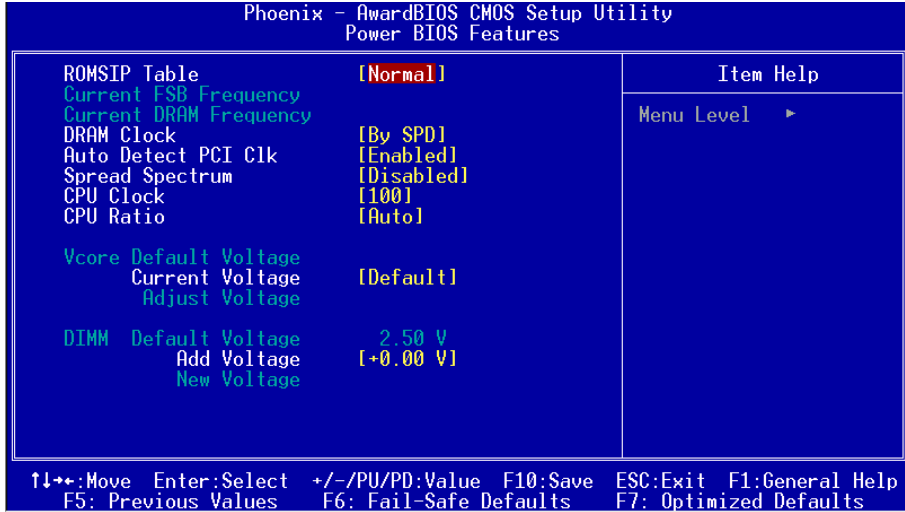 Phoenix - AwardBIOS CMOS Setup Utility
Power BIOS Features
ROMSIP Table [Normal]
Current FSB Frequency
Current DRAM Frequency
DRAM Clock [By SPD]
Auto Detect PCI Clk [Enabled]
Spread Spectrum [Disabled]
CPU Clock [100]
CPU Ratio [Auto]
Vcore Default Voltage
Current Voltage [Default]
Adjust Voltage
DIMM Default Voltage 2.50 V
Add Voltage [+0.00 V]
New Voltage
Item Help
Menu Level ►
↑↓→←:Move Enter:Select +/-/PU/PD:Value F10:Save ESC:Exit F1:General Help
F5: Previous Values F6: Fail-Safe Defaults F7: Optimized Defaults